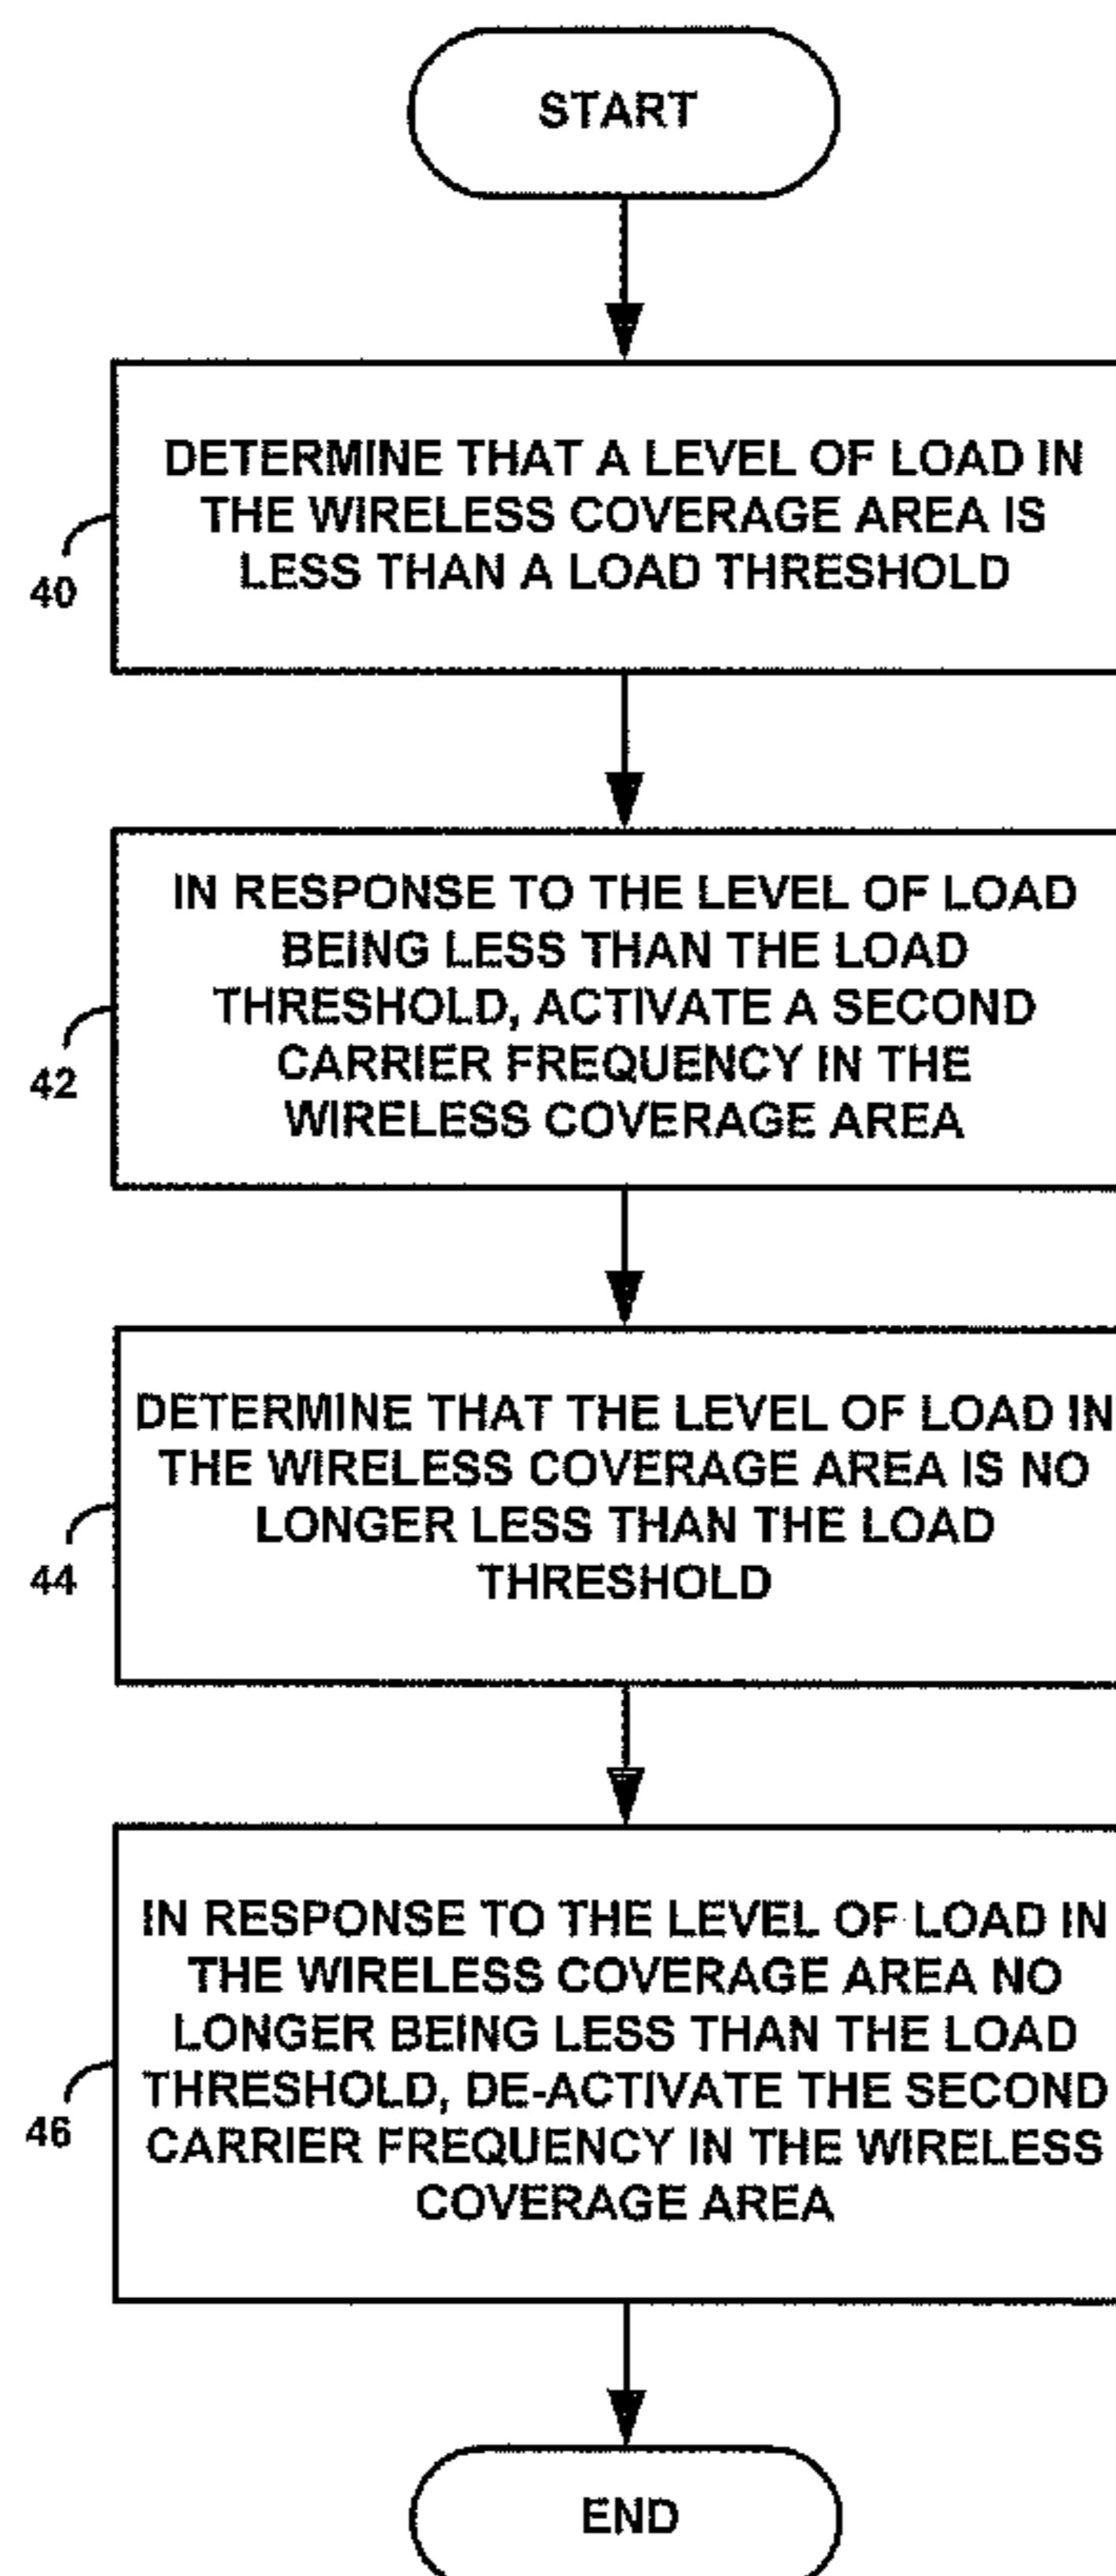 START
DETERMINE THAT A LEVEL OF LOAD IN
THE WIRELESS COVERAGE AREA IS
LESS THAN A LOAD THRESHOLD
40
IN RESPONSE TO THE LEVEL OF LOAD
BEING LESS THAN THE LOAD
THRESHOLD, ACTIVATE A SECOND
CARRIER FREQUENCY IN THE
WIRELESS COVERAGE AREA
42
DETERMINE THAT THE LEVEL OF LOAD IN
THE WIRELESS COVERAGE AREA IS NO
LONGER LESS THAN THE LOAD
THRESHOLD
44
IN RESPONSE TO THE LEVEL OF LOAD IN
THE WIRELESS COVERAGE AREA NO
LONGER BEING LESS THAN THE LOAD
THRESHOLD, DE-ACTIVATE THE SECOND
CARRIER FREQUENCY IN THE WIRELESS
COVERAGE AREA
46
END